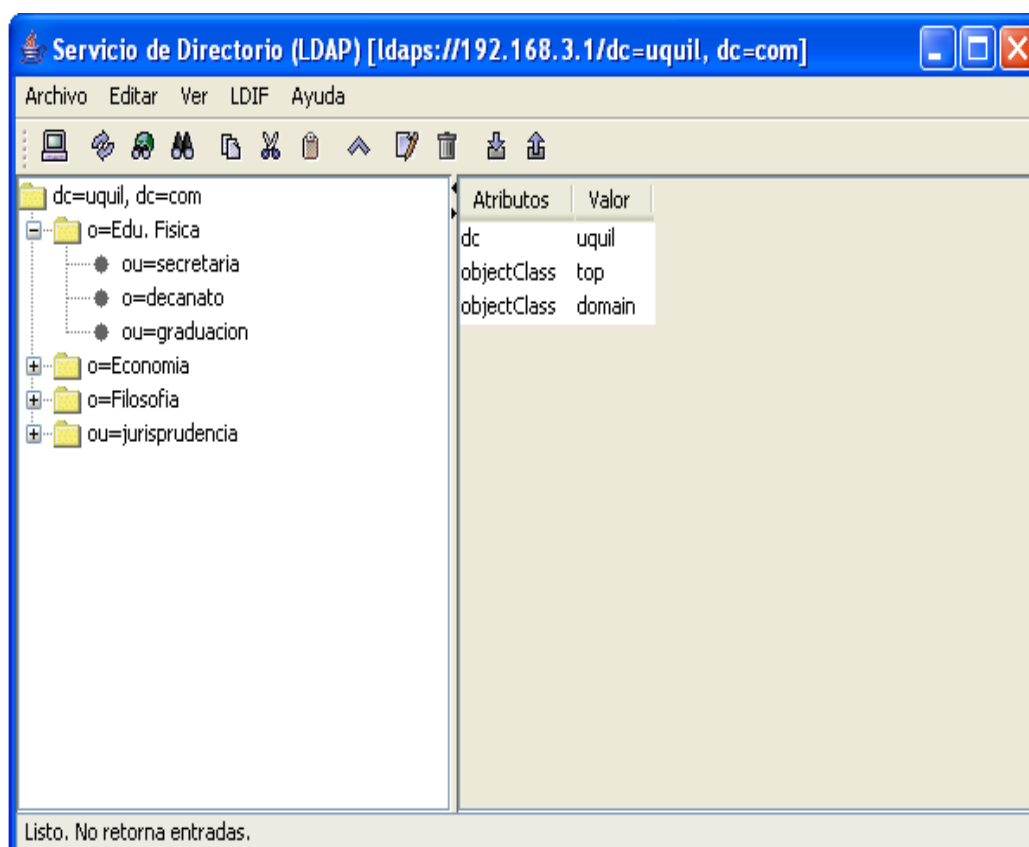 Servicio de Directorio (LDAP) [ldaps://192.168.3.1/dc=uquil, dc=com]
Archivo Editar Ver LDIF Ayuda
dc=uquil, dc=com
o=Edu. Fisica
ou=secretaria
o=decanato
ou=graduacion
o=Economia
o=Filosofia
ou=jurisprudencia
Atributos Valor
dc uquil
objectClass top
objectClass domain
Listo. No retorna entradas.